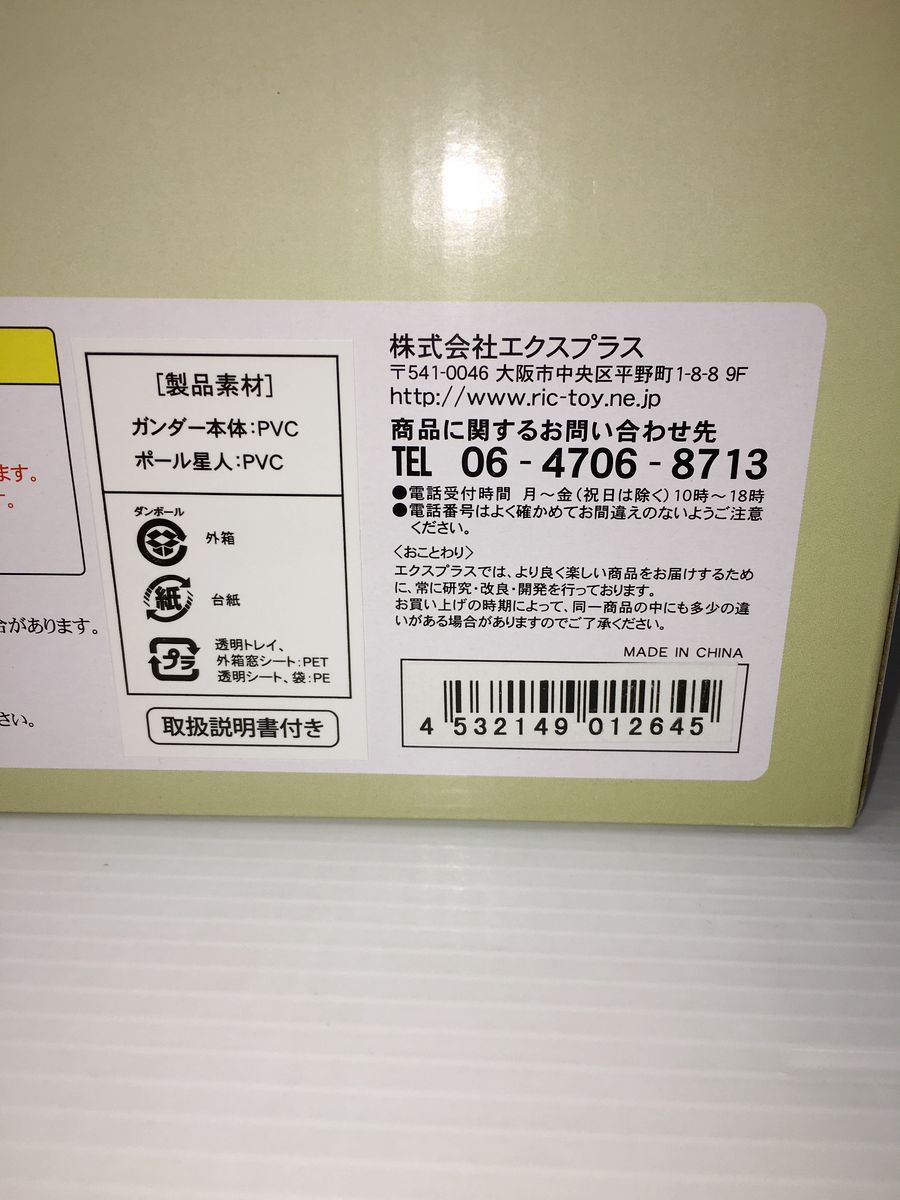 ます。
す。
合があります。
さい。
［製品素材］
ガンダー本体：PVC
ポール星人：PVC
ダンボール
外箱
紙
台紙
プラ
透明トレイ、
外箱窓シート：PET
透明シート、袋：PE
取扱説明書付き
株式会社エクスプラス
〒541-0046 大阪市中央区平野町1-8-8 9F
http://www.ric-toy.ne.jp
商品に関するお問い合わせ先
TEL 06-4706-8713
●電話受付時間 月～金（祝日は除く）10時～18時
●電話番号はよく確かめてお間違えのないようご注意
ください。
〈おことわり〉
エクスプラスでは、より良く楽しい商品をお届けするため
に、常に研究・改良・開発を行っております。
お買い上げの時期によって、同一商品の中にも多少の違
いがある場合がありますのでご了承ください。
MADE IN CHINA
4 532149 012645